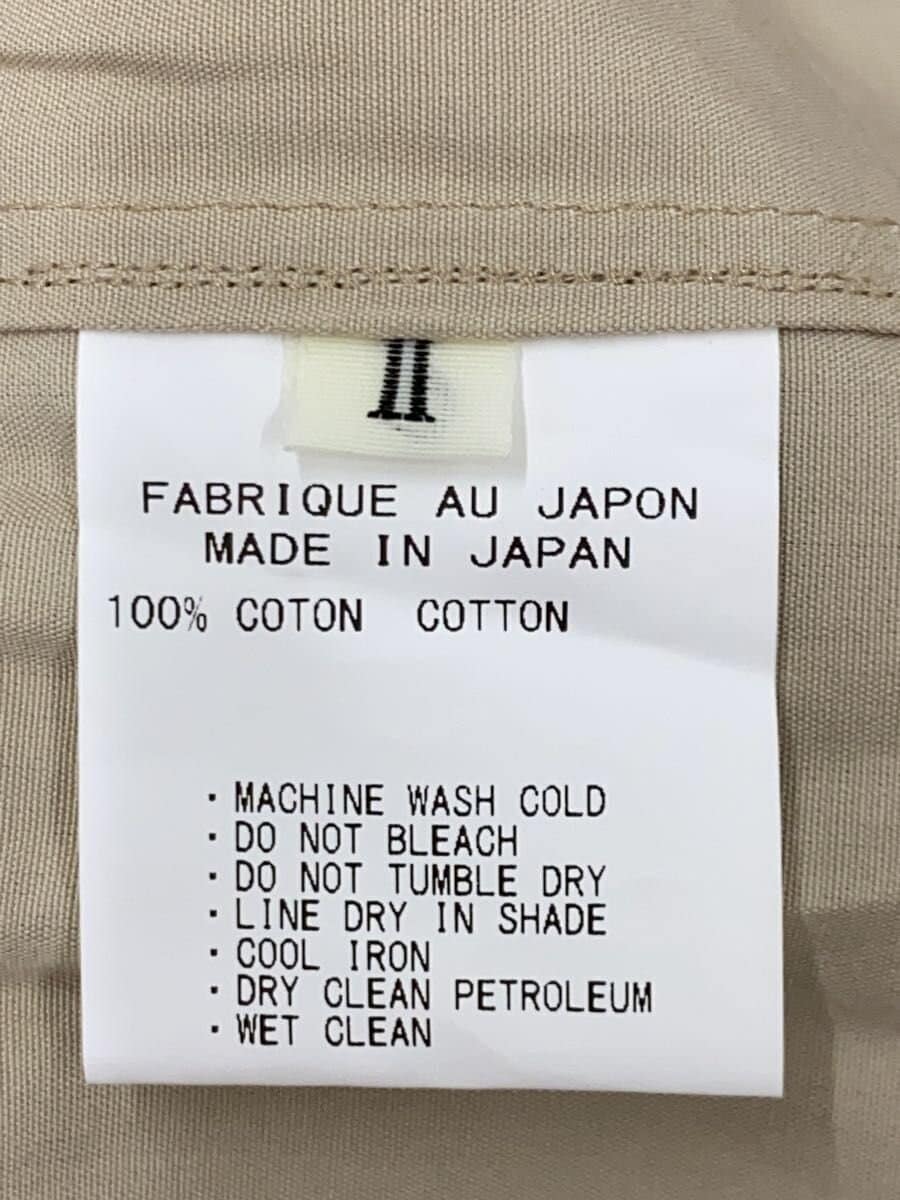 II
FABRIQUE AU JAPON
MADE IN JAPAN
100% COTON COTTON
・MACHINE WASH COLD
・DO NOT BLEACH
・DO NOT TUMBLE DRY
・LINE DRY IN SHADE
・COOL IRON
・DRY CLEAN PETROLEUM
・WET CLEAN